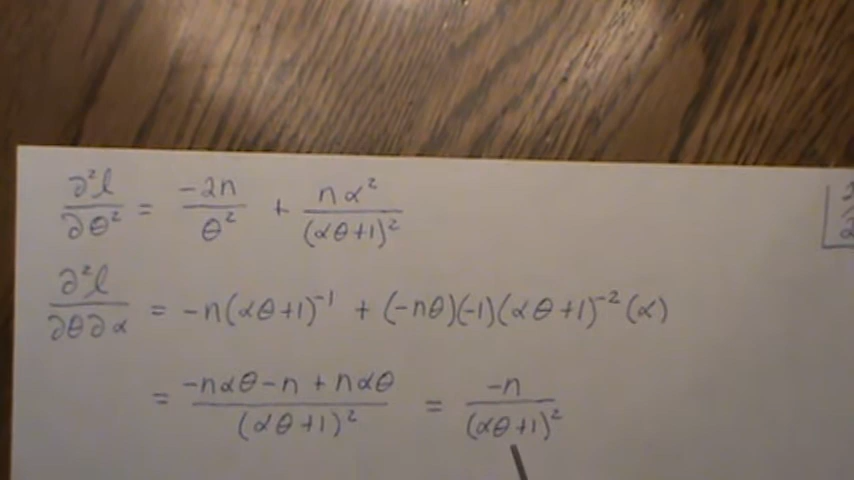 ∂²l/∂θ² = -2n/θ² + nα²/(αθ+1)²
∂²l/∂θ∂α = -n(αθ+1)⁻¹ + (-nθ)(-1)(αθ+1)⁻²(α)
= -nαθ-n+nαθ/(αθ+1)² = -n/(αθ+1)²